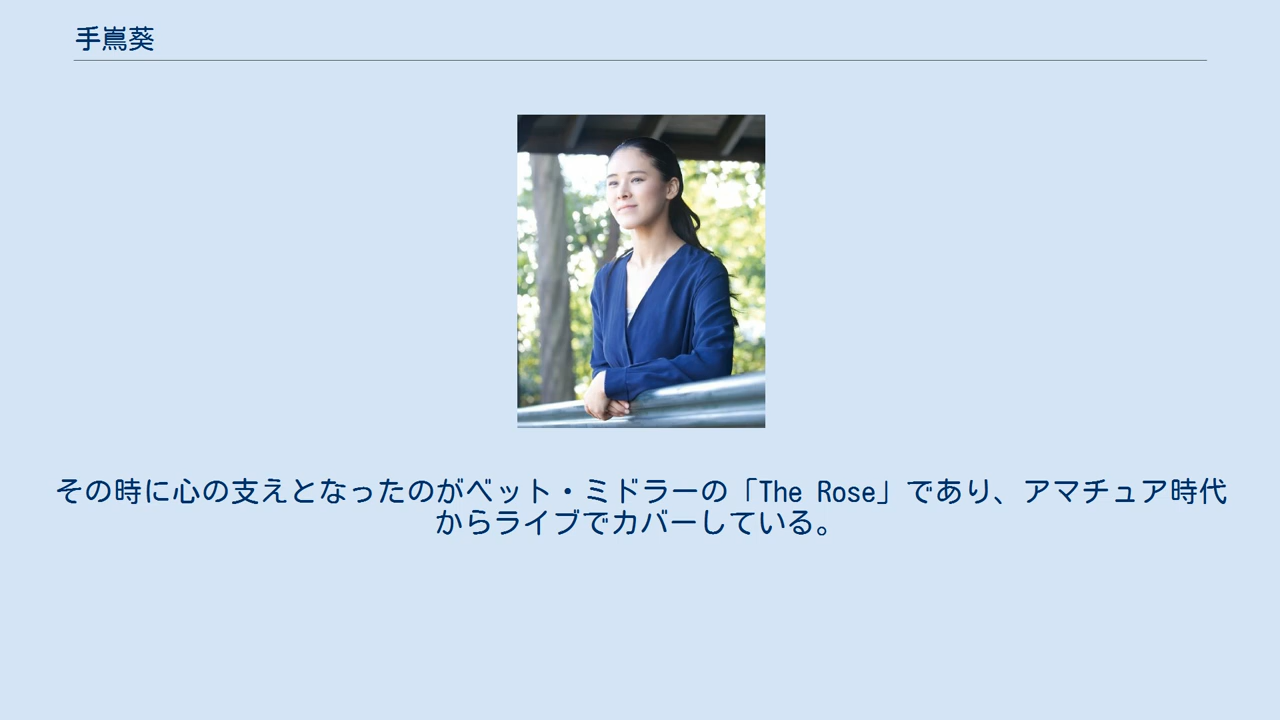 手嶌葵
その時に心の支えとなったのがベット・ミドラーの「The Rose」であり、アマチュア時代
からライブでカバーしている。